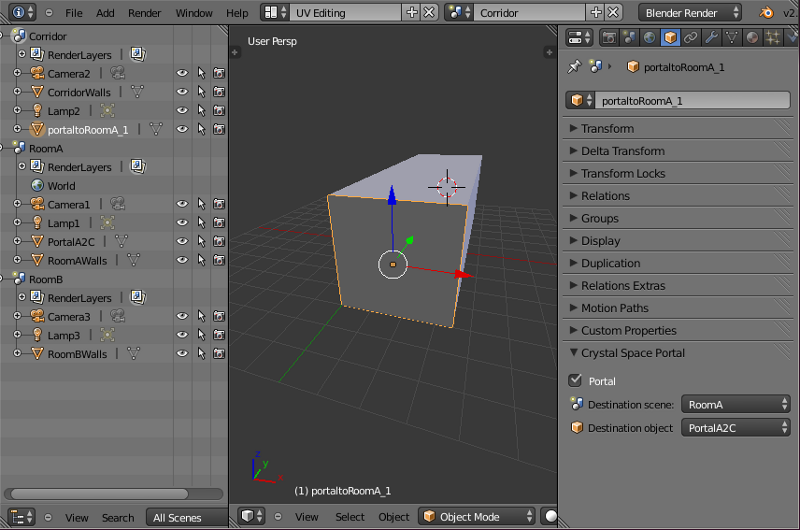 File Add Render Window Help UV Editing Corridor Blender Render v2.
Corridor
RenderLayers
Camera2
CorridorWalls
Lamp2
portaltoRoomA_1
RoomA
RenderLayers
World
Camera1
Lamp1
PortalA2C
RoomAWalls
RoomB
RenderLayers
Camera3
Lamp3
RoomBWalls
View Search All Scenes
User Persp
z
y
x
(1) portaltoRoomA_1
View Select Object Object Mode
portaltoRoomA_1
portaltoRoomA_1
Transform
Delta Transform
Transform Locks
Relations
Groups
Display
Duplication
Relations Extras
Motion Paths
Custom Properties
Crystal Space Portal
Portal
Destination scene: RoomA
Destination object PortalA2C